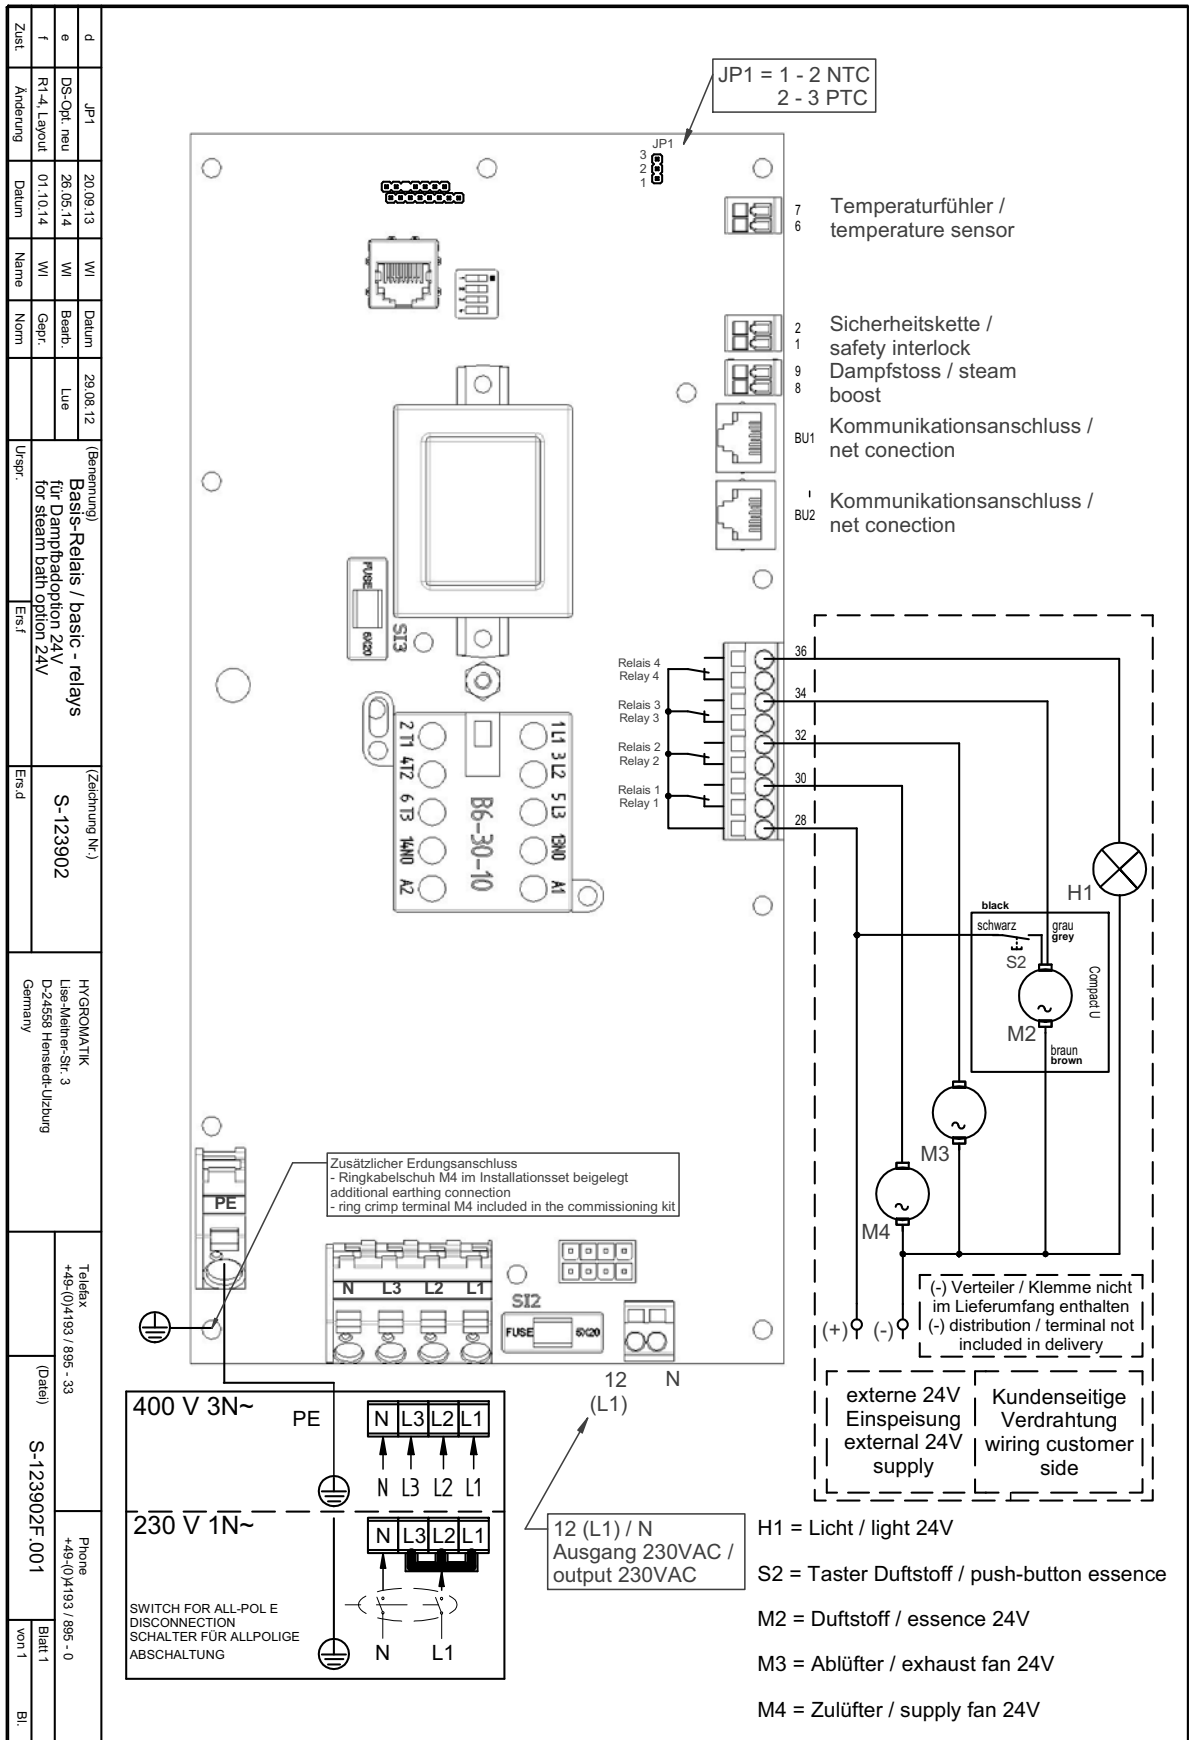 JP1 = 1 - 2 NTC
2 - 3 PTC
JP1
3
2
1
7
6
Temperaturfühler /
temperature sensor
2
1
Sicherheitskette /
safety interlock
9
8
Dampfstoss / steam
boost
BU1
Kommunikationsanschluss /
net conection
BU2
Kommunikationsanschluss /
net conection
FUSE
6X20
SI3
Relais 4
Relay 4
Relais 3
Relay 3
Relais 2
Relay 2
Relais 1
Relay 1
36
34
32
30
28
2 T1 4T2 6 T3 14NO A2
B6-30-10
1 L1 3 L2 5 L3 13NO A1
H1
black
schwarz
grau
grey
S2
Compact U
M2
braun
brown
M3
M4
(+)
(-)
(-) Verteiler / Klemme nicht
im Lieferumfang enthalten
(-) distribution / terminal not
included in delivery
externe 24V
Einspeisung
external 24V
supply
Kundenseitige
Verdrahtung
wiring customer
side
Zusätzlicher Erdungsanschluss
- Ringkabelschuh M4 im Installationsset beigelegt
additional earthing connection
- ring crimp terminal M4 included in the commissioning kit
PE
N L3 L2 L1
SI2
FUSE 6X20
12 N
(L1)
400 V 3N~
PE
N L3 L2 L1
N L3 L2 L1
230 V 1N~
N L3 L2 L1
SWITCH FOR ALL-POL E
DISCONNECTION
SCHALTER FÜR ALLPOLIGE
ABSCHALTUNG
N L1
12 (L1) / N
Ausgang 230VAC /
output 230VAC
H1 = Licht / light 24V
S2 = Taster Duftstoff / push-button essence
M2 = Duftstoff / essence 24V
M3 = Ablüfter / exhaust fan 24V
M4 = Zulüfter / supply fan 24V
d JP1 20.09.13 WI Datum 29.08.12
e DS-Opt. neu 26.05.14 WI Bearb. Lue
f R1-4, Layout 01.10.14 WI Gepr.
Zust. Änderung Datum Name Norm
(Benennung)
Basis-Relais / basic - relays
für Dampfbadoption 24V
for steam bath option 24V
Urspr. Ers.f Ers.d
(Zeichnung Nr.)
S-123902
HYGROMATIK
Lise-Meitner-Str. 3
D-24558 Henstedt-Ulzburg
Germany
Telefax
+49-(0)4193 / 895 - 33
Phone
+49-(0)4193 / 895 - 0
(Datei)
S-123902F.001
Blatt 1
von 1 Bl.